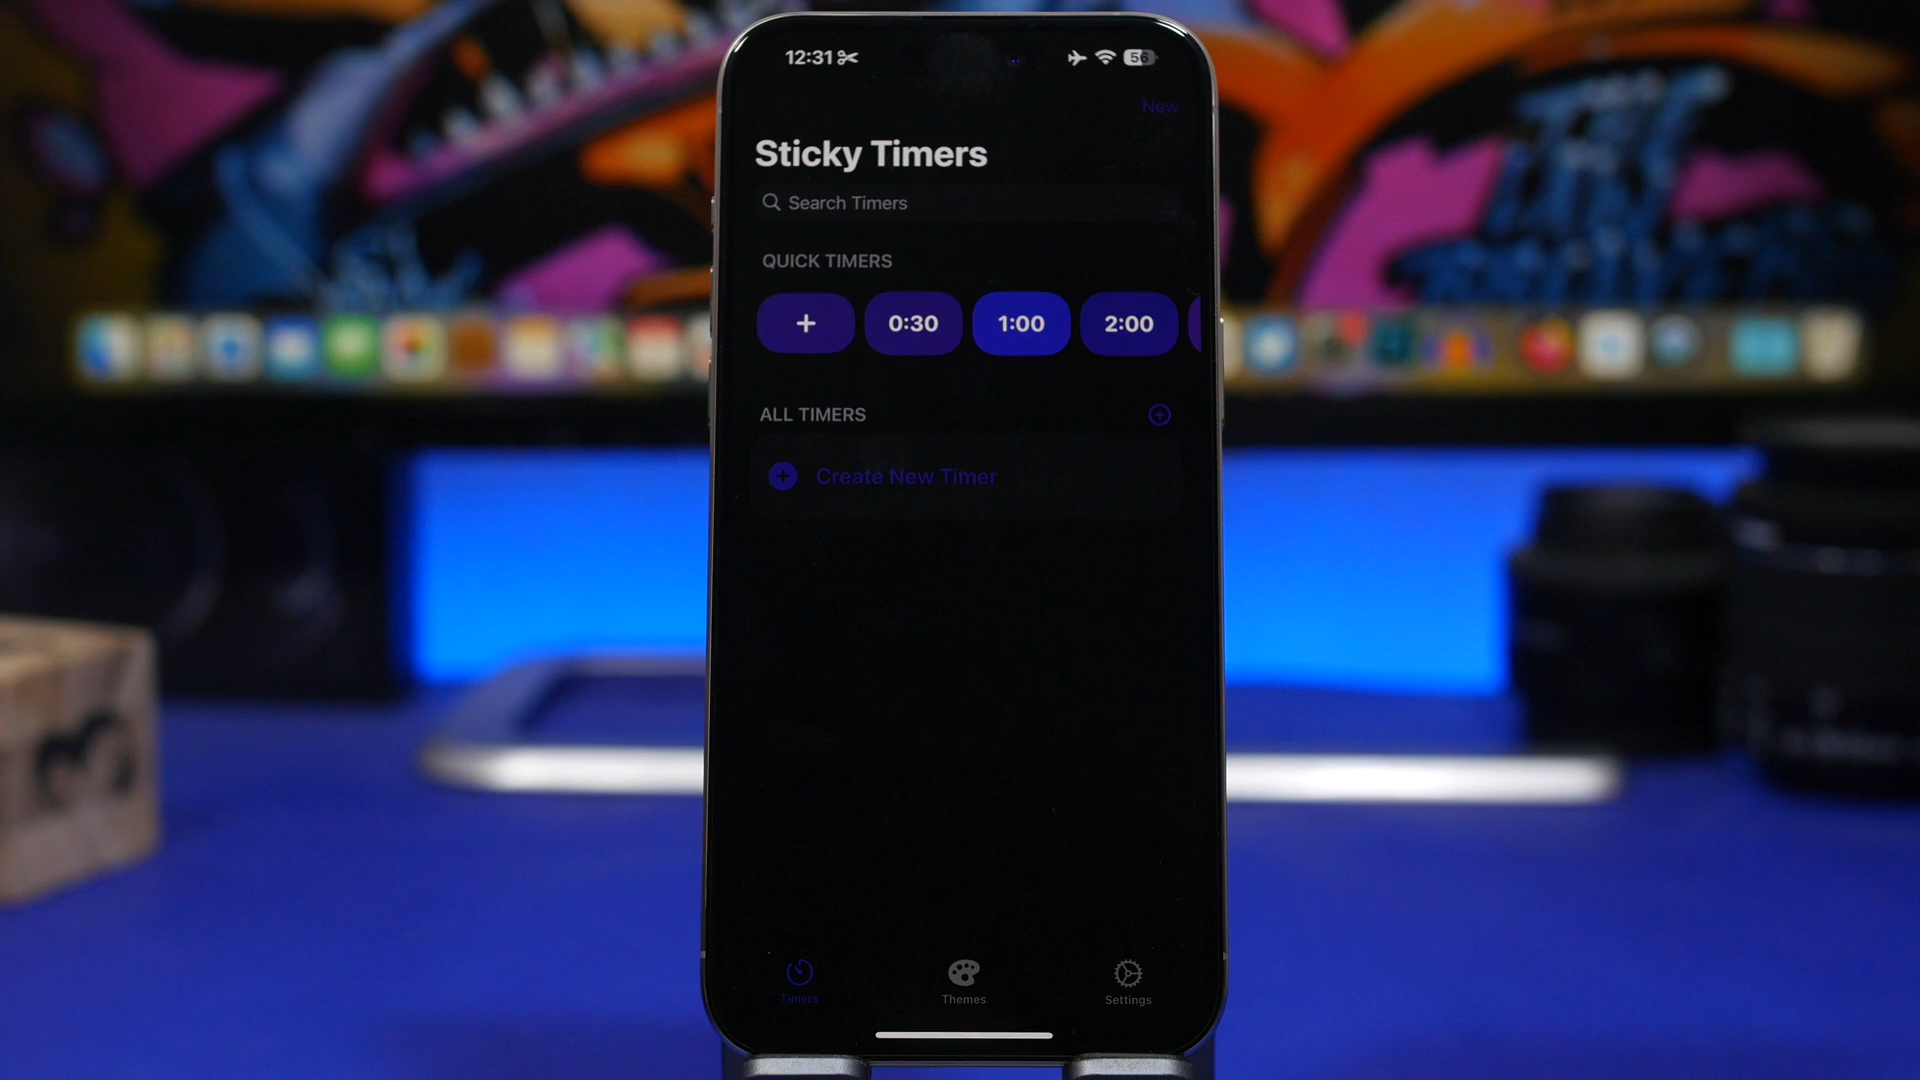 12:31 56
New
Sticky Timers
Search Timers
QUICK TIMERS
+ 0:30 1:00 2:00
ALL TIMERS
Create New Timer
Timers Themes Settings